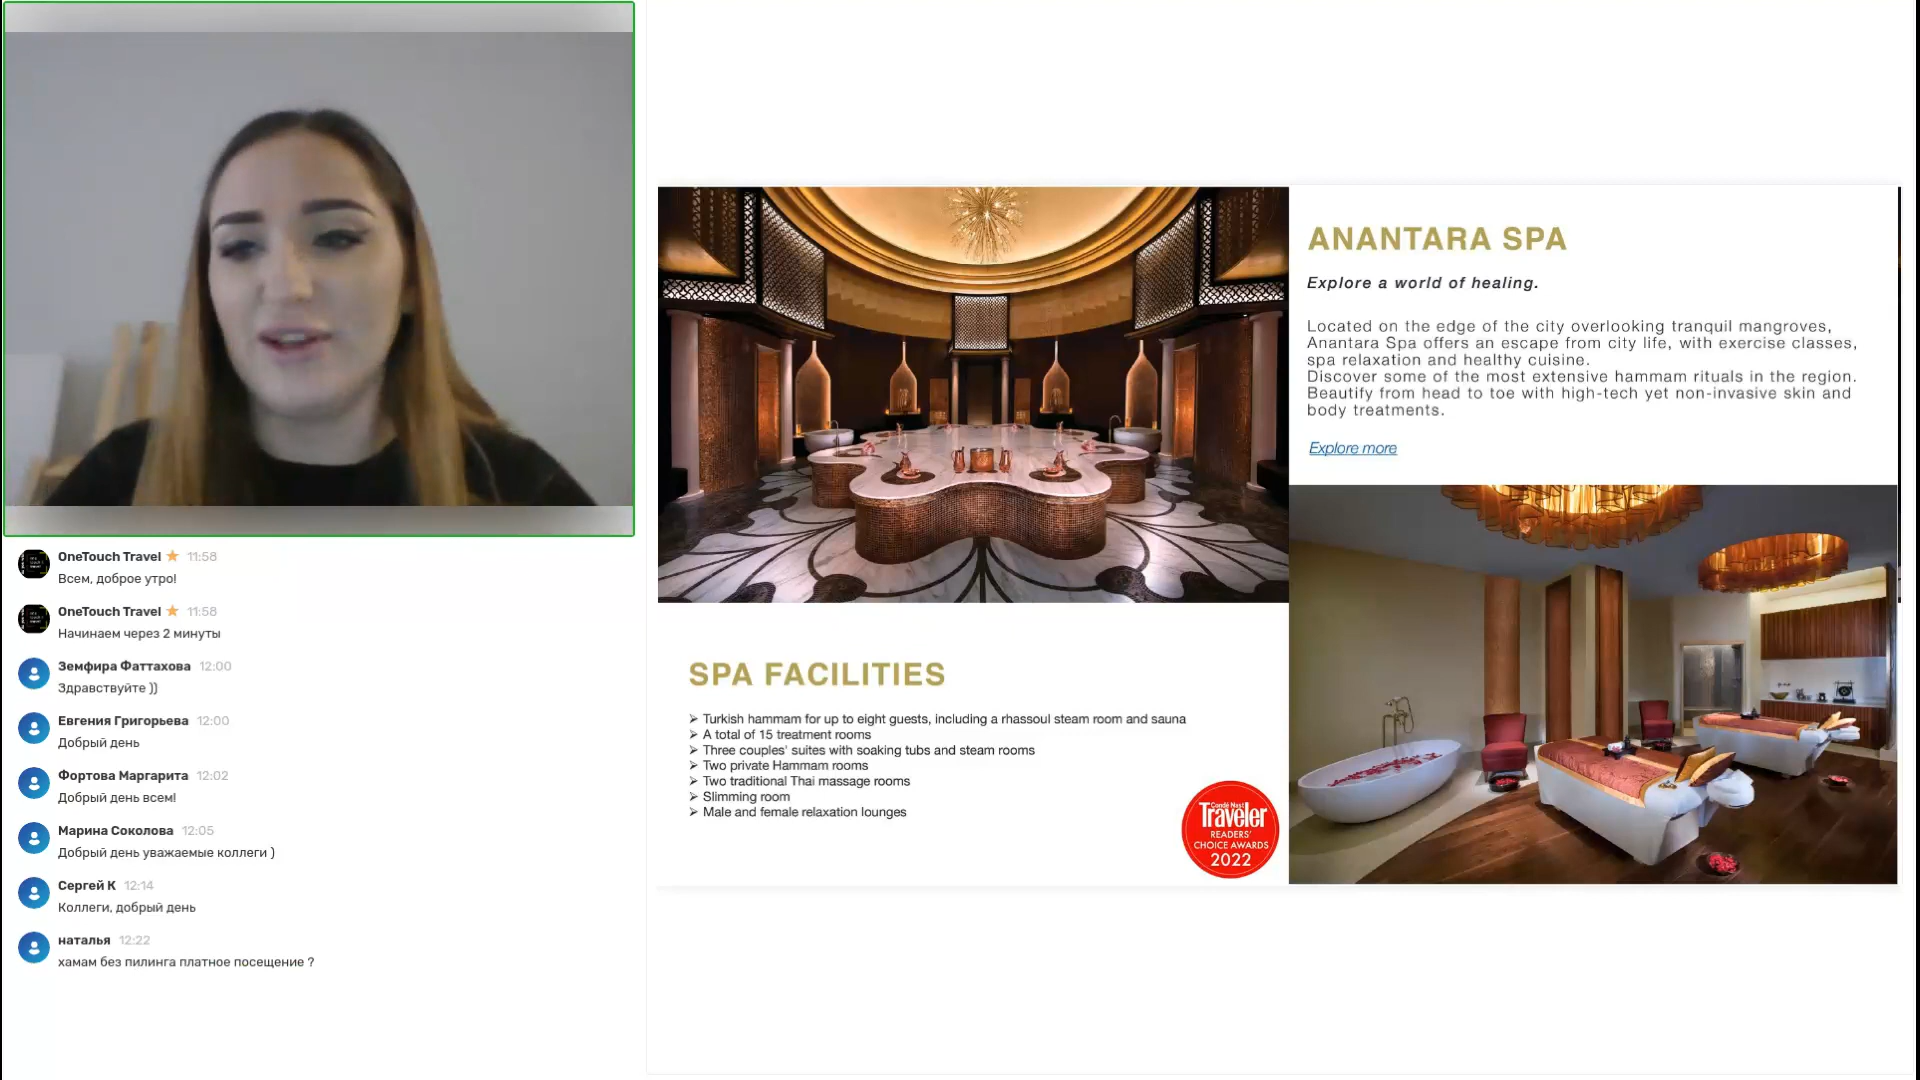 OneTouch Travel 11:58
Всем, доброе утро!
OneTouch Travel 11:58
Начинаем через 2 минуты
Земфира Фаттахова 12:00
Здравствуйте ))
Евгения Григорьева 12:00
Добрый день
Фортова Маргарита 12:02
Добрый день всем!
Марина Соколова 12:05
Добрый день уважаемые коллеги )
Сергей К 12:14
Коллеги, добрый день
наталья 12:22
хамам без пилинга платное посещение ?
ANANTARA SPA
Explore a world of healing.
Located on the edge of the city overlooking tranquil mangroves,
Anantara Spa offers an escape from city life, with exercise classes,
spa relaxation and healthy cuisine.
Discover some of the most extensive hammam rituals in the region.
Beautify from head to toe with high-tech yet non-invasive skin and
body treatments.
Explore more
SPA FACILITIES
➢ Turkish hammam for up to eight guests, including a rhassoul steam room and sauna
➢ A total of 15 treatment rooms
➢ Three couples' suites with soaking tubs and steam rooms
➢ Two private Hammam rooms
➢ Two traditional Thai massage rooms
➢ Slimming room
➢ Male and female relaxation lounges
Condé Nast
Traveler
READERS'
CHOICE AWARDS
2022